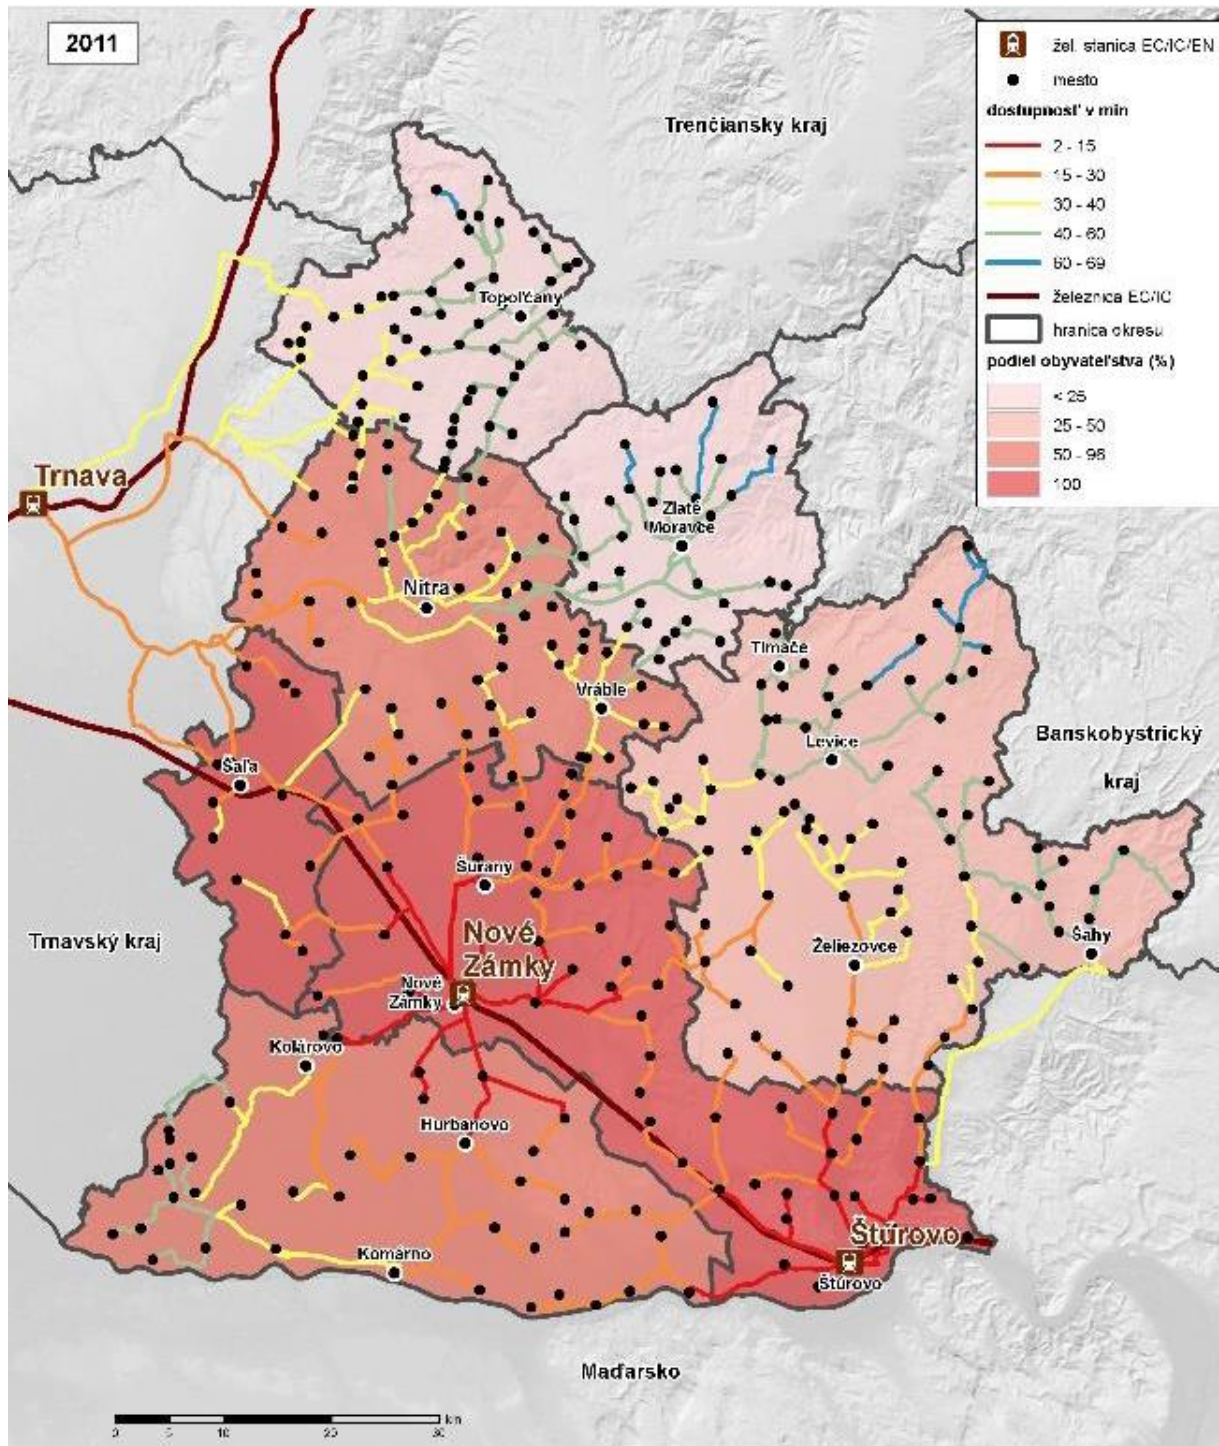 2011
žel. stanica EC/IC/EN
mesto
dostupnosť v min
2 - 15
15 - 30
30 - 40
40 - 60
60 - 69
železnica EC/IC
hranica okresu
podiel obyvateľstva (%)
< 25
25 - 50
50 - 98
100
Trenčiansky kraj
Topoľčany
Trnava
Zlaté
Moravce
Nitra
Tlmače
Vráble
Levice
Banskobystrický
kraj
Šaľa
Šurany
Trnavský kraj
Nové
Zámky
Želiezovce
Šahy
Nové
Zámky
Kolárovo
Hurbanovo
Štúrovo
Komárno
Štúrovo
Maďarsko
0 5 10 20 30 km